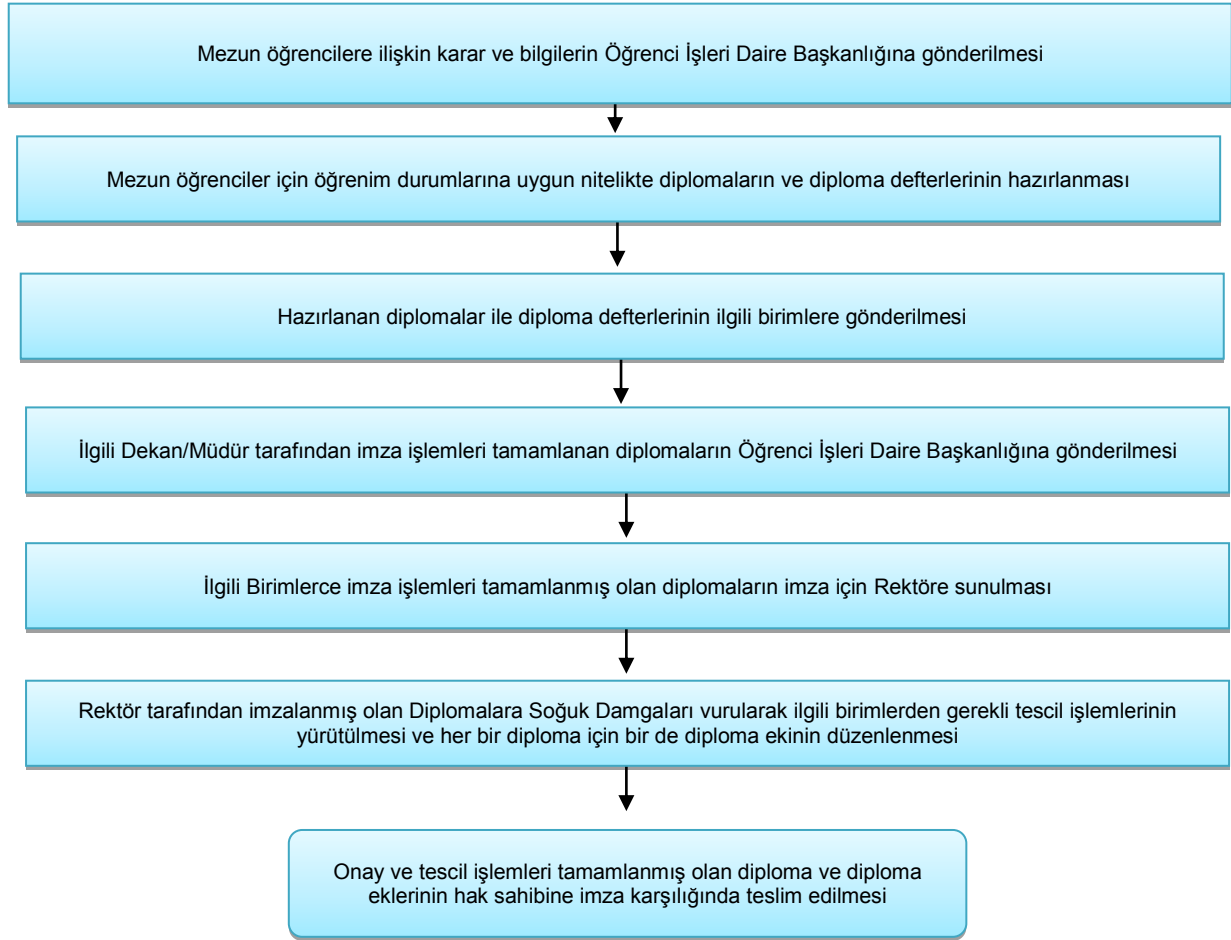 Mezun öğrencilere ilişkin karar ve bilgilerin Öğrenci İşleri Daire Başkanlığına gönderilmesi
Mezun öğrenciler için öğrenim durumlarına uygun nitelikte diplomaların ve diploma defterlerinin hazırlanması
Hazırlanan diplomalar ile diploma defterlerinin ilgili birimlere gönderilmesi
İlgili Dekan/Müdür tarafından imza işlemleri tamamlanan diplomaların Öğrenci İşleri Daire Başkanlığına gönderilmesi
İlgili Birimlerce imza işlemleri tamamlanmış olan diplomaların imza için Rektöre sunulması
Rektör tarafından imzalanmış olan Diplomalara Soğuk Damgaları vurularak ilgili birimlerden gerekli tescil işlemlerinin
yürütülmesi ve her bir diploma için bir de diploma ekinin düzenlenmesi
Onay ve tescil işlemleri tamamlanmış olan diploma ve diploma
eklerinin hak sahibine imza karşılığında teslim edilmesi